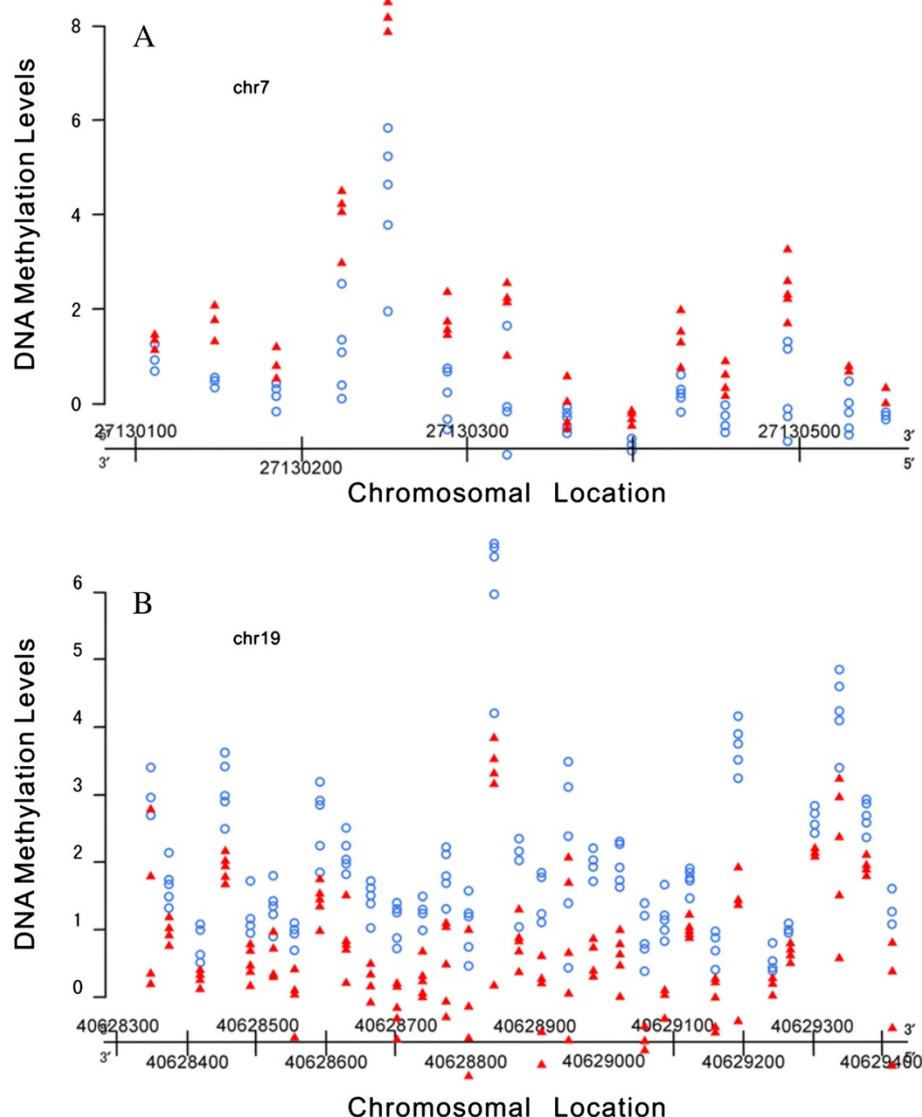 A
chr7
DNA Methylation Levels
8
6
4
2
0
27130100 27130300 27130500 3′
3′ 27130200 5′
Chromosomal Location
B
chr19
DNA Methylation Levels
6
5
4
3
2
1
0
40628300 40628500 40628700 40628900 40629100 40629300
3′ 40628400 40628600 40628800 40629000 40629200 40629400
Chromosomal Location